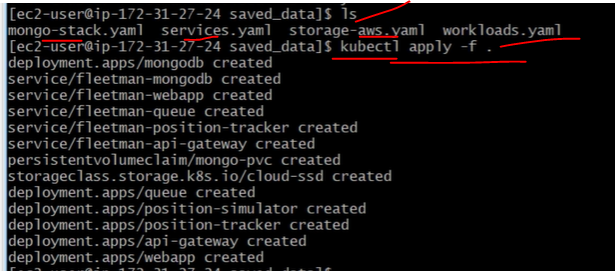 [ec2-user@ip-172-31-27-24 saved_data]$ ls
mongo-stack.yaml  services.yaml  storage-aws.yaml  workloads.yaml
[ec2-user@ip-172-31-27-24 saved_data]$ kubectl apply -f .
deployment.apps/mongodb created
service/fleetman-mongodb created
service/fleetman-webapp created
service/fleetman-queue created
service/fleetman-position-tracker created
service/fleetman-api-gateway created
persistentvolumeclaim/mongo-pvc created
storageclass.storage.k8s.io/cloud-ssd created
deployment.apps/queue created
deployment.apps/position-simulator created
deployment.apps/position-tracker created
deployment.apps/api-gateway created
deployment.apps/webapp created
[ec2-user@ip-172-31-27-24 saved_data]$